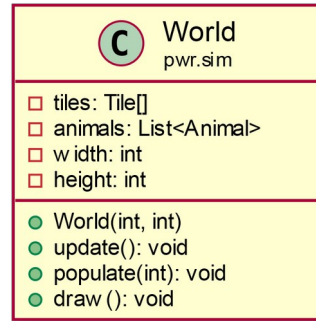 C World
pwr.sim
tiles: Tile[]
animals: List<Animal>
width: int
height: int
World(int, int)
update(): void
populate(int): void
draw(): void